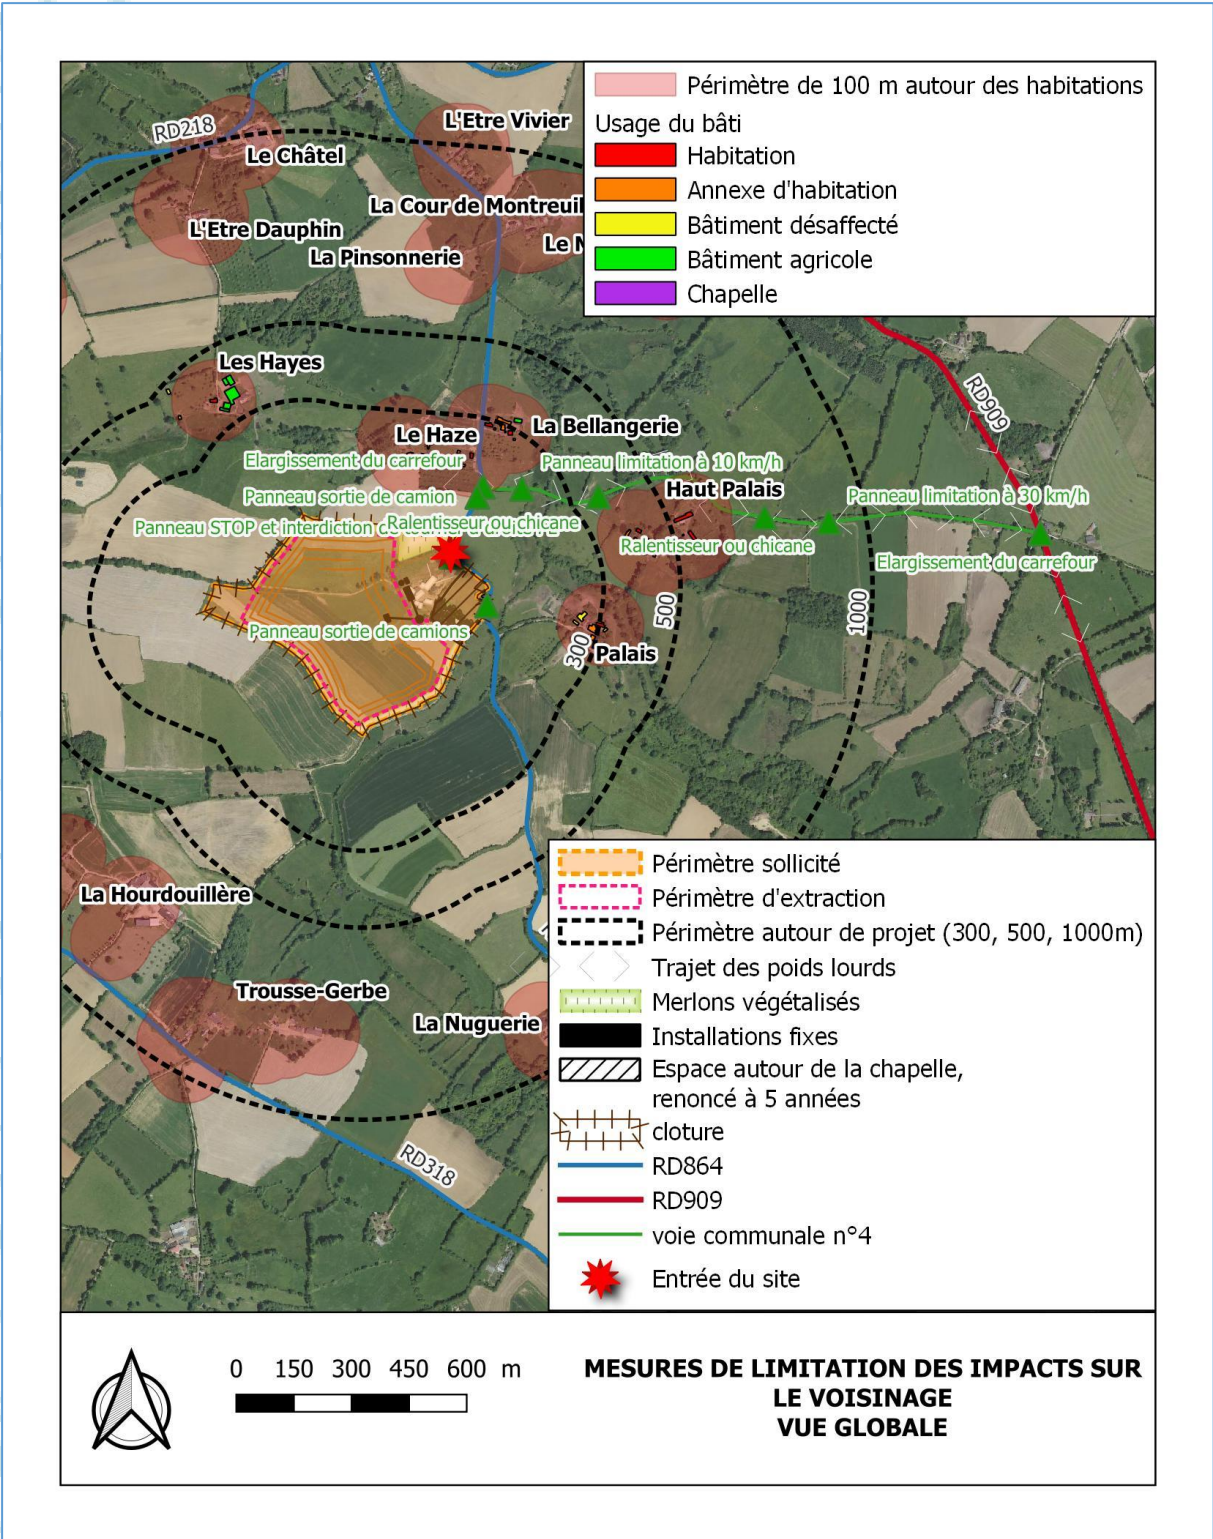 Périmètre de 100 m autour des habitations
Usage du bâti
Habitation
Annexe d'habitation
Bâtiment désaffecté
Bâtiment agricole
Chapelle
RD218
L'Etre Vivier
Le Châtel
La Cour de Montreuil
L'Etre Dauphin
Le
La Pinsonnerie
Les Hayes
RD909
Le Haze
La Bellangerie
Elargissement du carrefour
Panneau limitation à 10 km/h
Panneau sortie de camion
Haut Palais
Panneau limitation à 30 km/h
Panneau STOP et interdiction
Ralentisseur ou chicane
Ralentisseur ou chicane
Elargissement du carrefour
Panneau sortie de camions
300
500
1000
Palais
La Hourdouillère
Trousse-Gerbe
La Nuguerie
RD318
Périmètre sollicité
Périmètre d'extraction
Périmètre autour de projet (300, 500, 1000m)
Trajet des poids lourds
Merlons végétalisés
Installations fixes
Espace autour de la chapelle,
renoncé à 5 années
cloture
RD864
RD909
voie communale n°4
Entrée du site
0 150 300 450 600 m
MESURES DE LIMITATION DES IMPACTS SUR
LE VOISINAGE
VUE GLOBALE